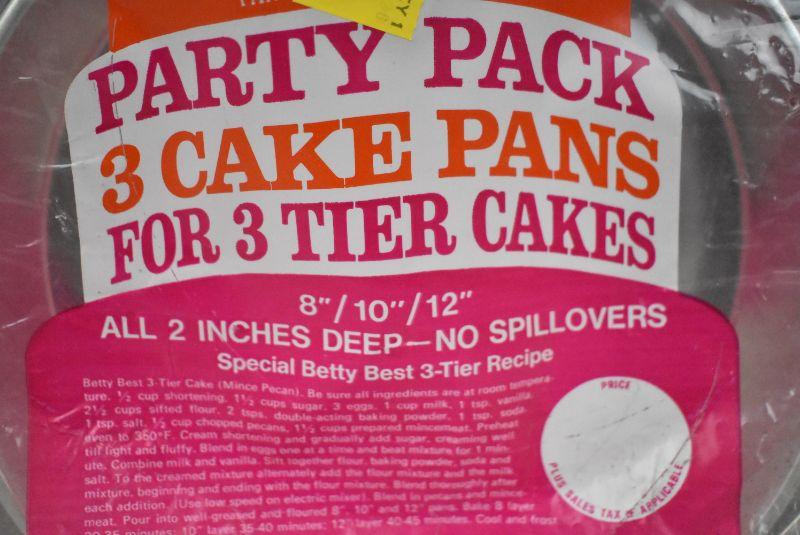 PARTY PACK
3 CAKE PANS
FOR 3 TIER CAKES
8"/10"/12"
ALL 2 INCHES DEEP—NO SPILLOVERS
Special Betty Best 3-Tier Recipe
Betty Best 3-Tier Cake (Mince Pecan). Be sure all ingredients are at room tempera-
ture. ½ cup shortening, 1½ cups sugar, 3 eggs, 1 cup milk, 1 tsp. vanilla,
2½ cups sifted flour, 2 tsps. double-acting baking powder, 1 tsp. soda,
1 tsp. salt, ½ cup chopped pecans, 1½ cups prepared mincemeat. Preheat
oven to 350°F. Cream shortening and gradually add sugar, creaming well
till light and fluffy. Blend in eggs one at a time and beat mixture for 1 min-
ute. Combine milk and vanilla. Sift together flour, baking powder, soda and
salt. To the creamed mixture alternately add the flour mixture and the milk
mixture, beginning and ending with the flour mixture. Blend thoroughly after
each addition. (Use low speed on electric mixer). Blend in pecans and mince-
meat. Pour into well-greased and floured 8", 10" and 12" pans. Bake 8 layer
minutes; 10" layer 35-40 minutes; 12" layer 40-45 minutes. Cool and frost
PRICE
PLUS SALES TAX IF APPLICABLE